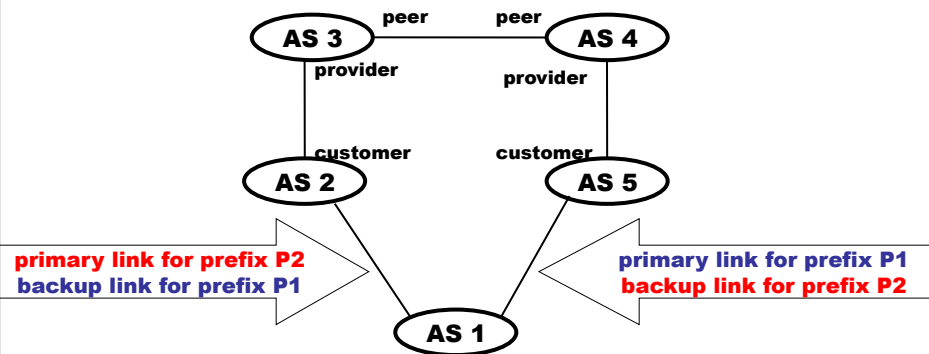 peer peer
AS 3 AS 4
provider provider
customer customer
AS 2 AS 5
primary link for prefix P2
backup link for prefix P1
primary link for prefix P1
backup link for prefix P2
AS 1